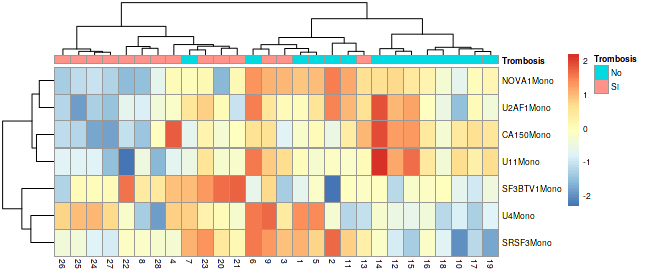 Trombosis
NOVA1Mono
U2AF1Mono
CA150Mono
U11Mono
SF3BTV1Mono
U4Mono
SRSF3Mono
26 25 24 27 22 8 28 4 7 23 20 21 6 9 3 1 5 2 11 13 14 12 15 16 18 10 17 19
2
1
0
-1
-2
Trombosis
No
SI